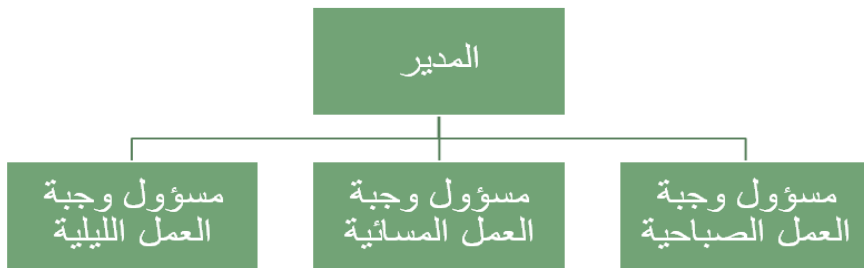 المدير
مسؤول وجبة
العمل الصباحية
مسؤول وجبة
العمل المسائية
مسؤول وجبة
العمل الليلية